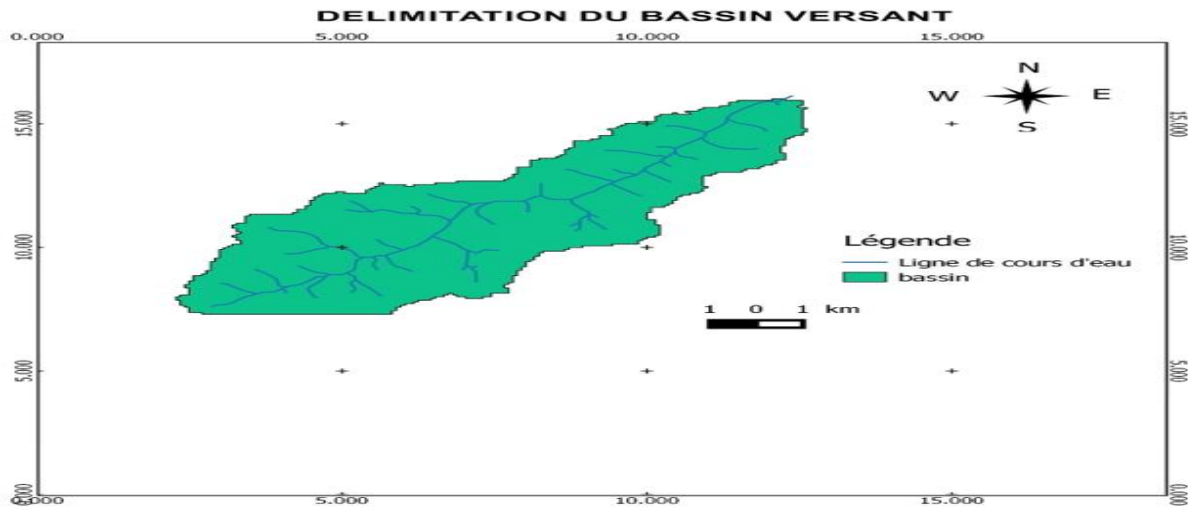 DELIMITATION DU BASSIN VERSANT
0.000 5.000 10.000 15.000
N
W E
S
15.000 15.000
10.000 10.000
Légende
Ligne de cours d'eau
bassin
1 0 1 km
5.000 5.000
0.000 0.000
0.000 5.000 10.000 15.000